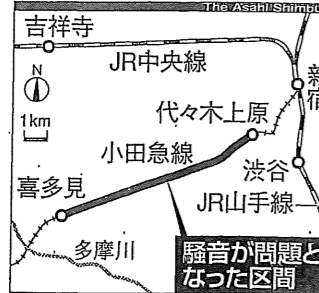 The Asahi Shimbun
吉祥寺
JR中央線
新宿
N
1km
代々木上原
小田急線
渋谷
喜多見
JR山手線
多摩川
騒音が問題と
なった区間